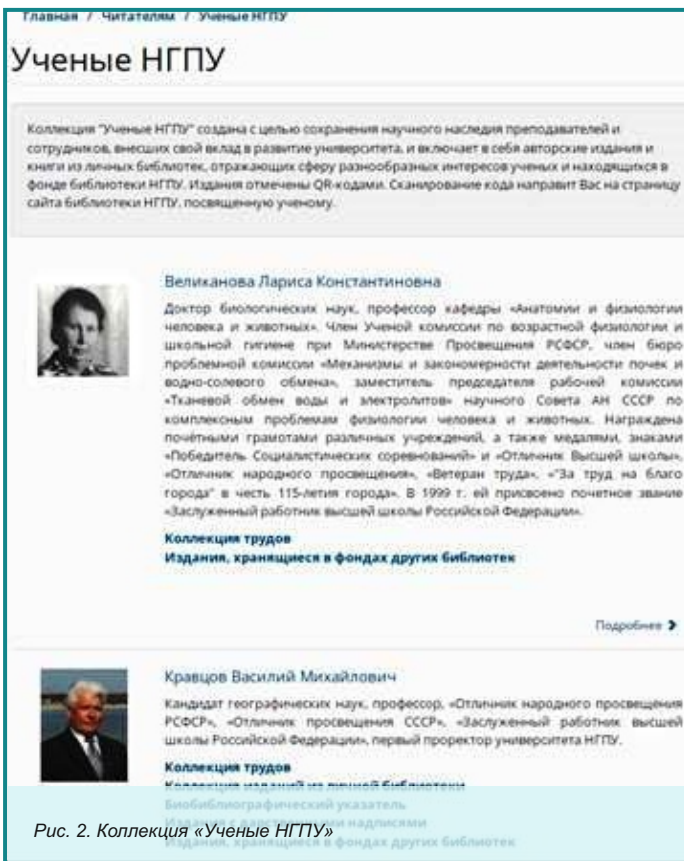 Главная / Читателям / Ученые НГПУ
Ученые НГПУ
Коллекция "Ученые НГПУ" создана с целью сохранения научного наследия преподавателей и
сотрудников, внесших свой вклад в развитие университета, и включает в себя авторские издания и
книги из личных библиотек, отражающих сферу разнообразных интересов ученых и находящихся в
фонде библиотеки НГПУ. Издания отмечены QR-кодами. Сканирование кода направит Вас на страницу
сайта библиотеки НГПУ, посвященную ученому.
Великанова Лариса Константиновна
Доктор биологических наук, профессор кафедры «Анатомии и физиологии
человека и животных». Член Ученой комиссии по возрастной физиологии и
школьной гигиене при Министерстве Просвещения РСФСР, член бюро
проблемной комиссии «Механизмы и закономерности деятельности почек и
водно-солевого обмена», заместитель председателя рабочей комиссии
«Тканевой обмен воды и электролитов» научного Совета АН СССР по
комплексным проблемам физиологии человека и животных. Награждена
почётными грамотами различных учреждений, а также медалями, знаками
«Победитель Социалистических соревнований» и «Отличник Высшей школы»,
«Отличник народного просвещения», «Ветеран труда», «"За труд на благо
города" в честь 115-летия города». В 1999 г. ей присвоено почетное звание
«Заслуженный работник высшей школы Российской Федерации».
Коллекция трудов
Издания, хранящиеся в фондах других библиотек
Подробнее
Кравцов Василий Михайлович
Кандидат географических наук, профессор, «Отличник народного просвещения
РСФСР», «Отличник просвещения СССР», «Заслуженный работник высшей
школы Российской Федерации», первый проректор университета НГПУ.
Коллекция трудов
Коллекция изданий из личной библиотеки
Биобиблиографический указатель
Издания с дарственными надписями
Рис. 2. Коллекция «Ученые НГПУ»
Издания, хранящиеся в фондах других библиотек